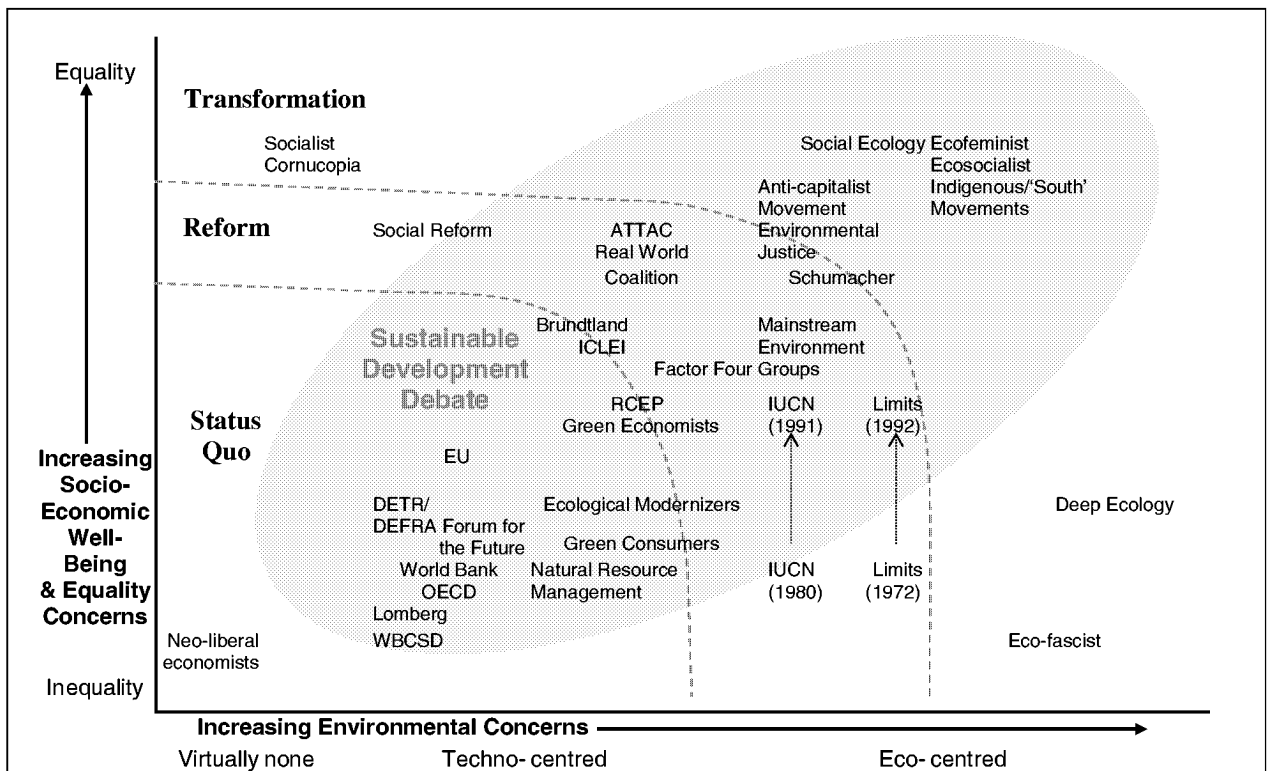 Equality
Transformation
Socialist
Cornucopia
Social Ecology Ecofeminist
Ecosocialist
Anti-capitalist Indigenous/'South'
Movement Movements
Reform
Social Reform
ATTAC
Environmental
Real World
Justice
Coalition
Schumacher
Brundtland
ICLEI
Mainstream
Environment
Sustainable
Development
Debate
Factor Four Groups
Status
Quo
RCEP
Green Economists
IUCN
(1991)
Limits
(1992)
EU
Increasing
Socio-
Economic
Well-
Being
& Equality
Concerns
DETR/
DEFRA Forum for
the Future
Ecological Modernizers
Deep Ecology
Green Consumers
World Bank
OECD
Natural Resource
Management
IUCN
(1980)
Limits
(1972)
Lomberg
WBCSD
Neo-liberal
economists
Eco-fascist
Inequality
Increasing Environmental Concerns
Virtually none
Techno- centred
Eco- centred